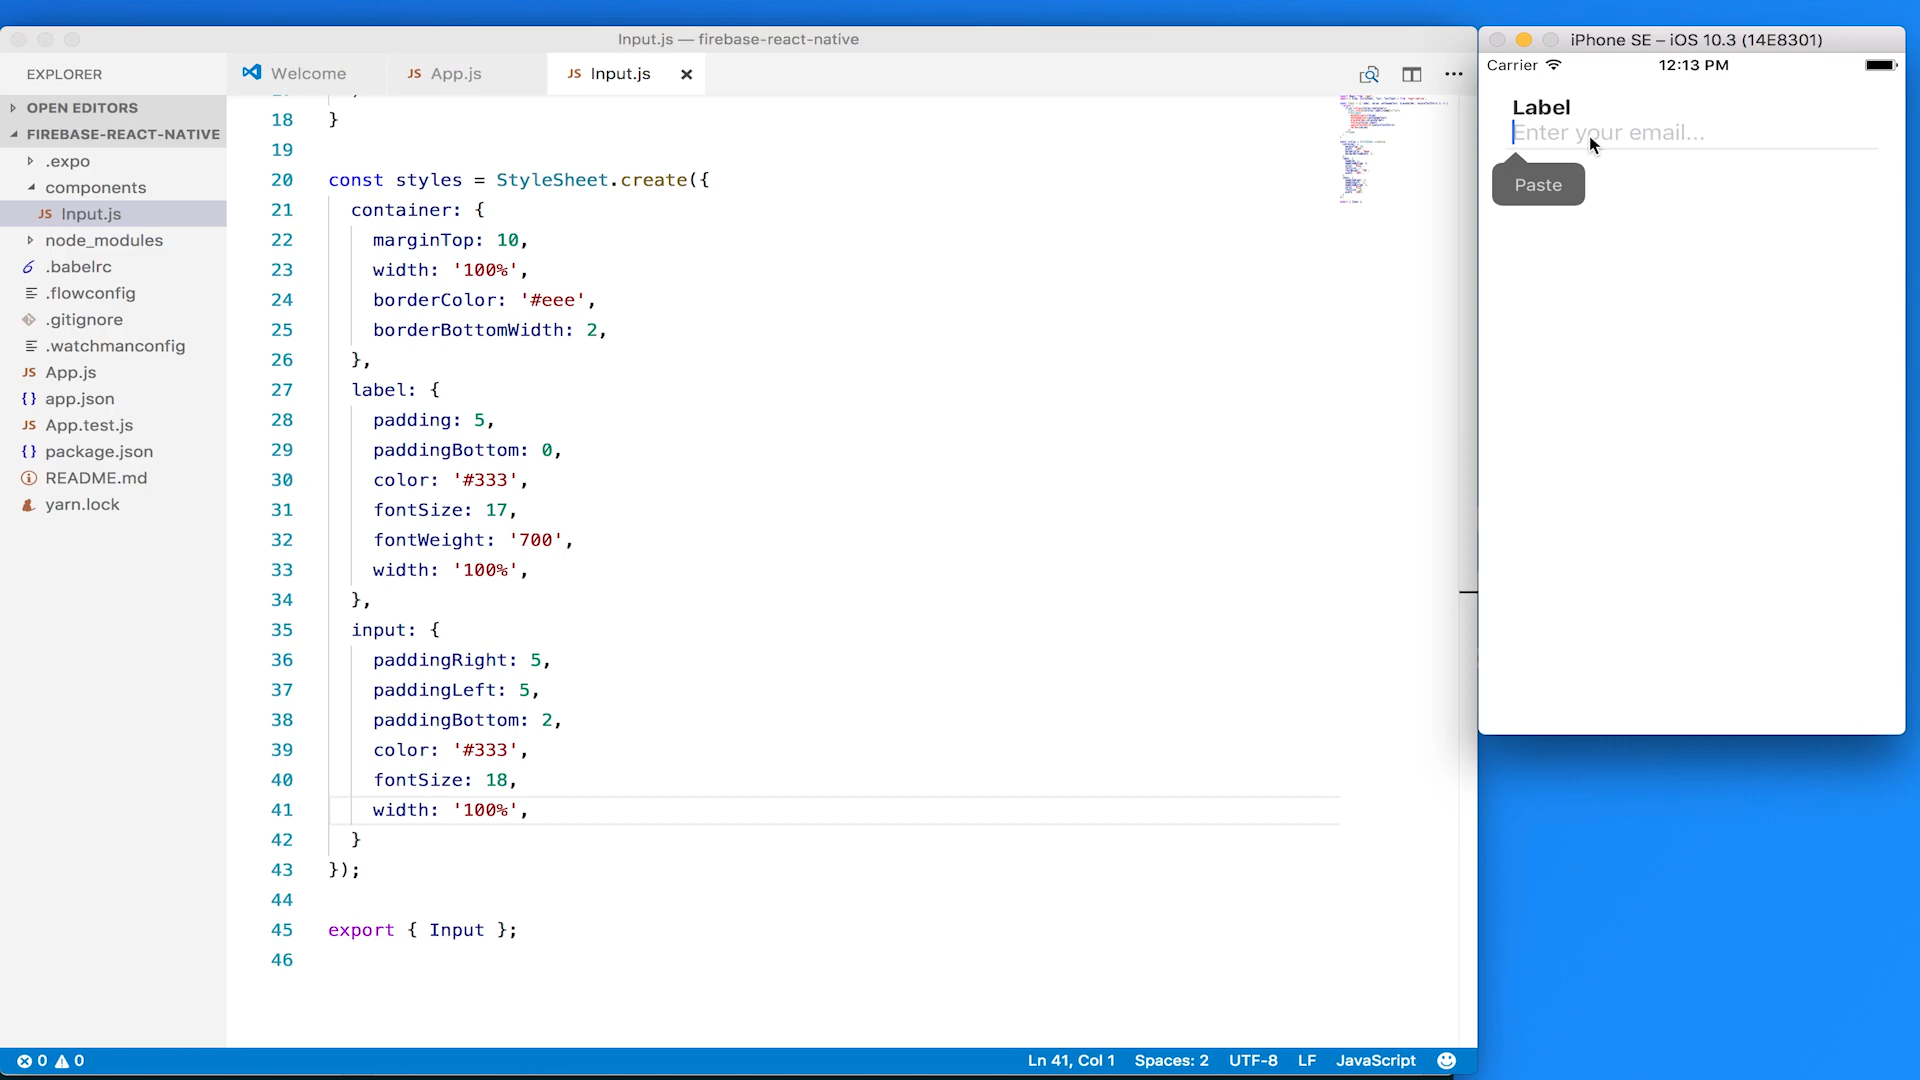 Input.js — firebase-react-native
EXPLORER
OPEN EDITORS
FIREBASE-REACT-NATIVE
.expo
components
JS Input.js
node_modules
.babelrc
.flowconfig
.gitignore
.watchmanconfig
JS App.js
{} app.json
JS App.test.js
{} package.json
README.md
yarn.lock
Welcome
JS App.js
JS Input.js
18 }
19
20 const styles = StyleSheet.create({
21 container: {
22 marginTop: 10,
23 width: '100%',
24 borderColor: '#eee',
25 borderBottomWidth: 2,
26 },
27 label: {
28 padding: 5,
29 paddingBottom: 0,
30 color: '#333',
31 fontSize: 17,
32 fontWeight: '700',
33 width: '100%',
34 },
35 input: {
36 paddingRight: 5,
37 paddingLeft: 5,
38 paddingBottom: 2,
39 color: '#333',
40 fontSize: 18,
41 width: '100%',
42 }
43 });
44
45 export { Input };
46
0 0
Ln 41, Col 1 Spaces: 2 UTF-8 LF JavaScript
iPhone SE – iOS 10.3 (14E8301)
Carrier 12:13 PM
Label
Enter your email...
Paste